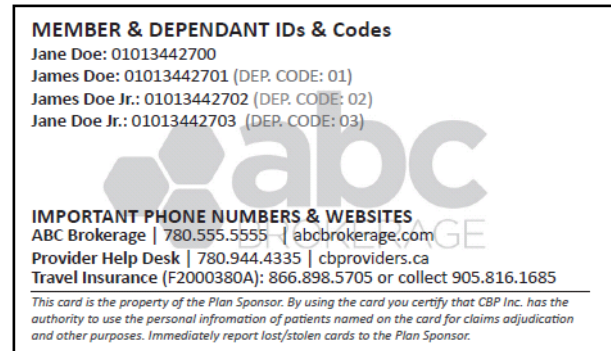 MEMBER & DEPENDANT IDs & Codes
Jane Doe: 01013442700
James Doe: 01013442701 (DEP. CODE: 01)
James Doe Jr.: 01013442702 (DEP. CODE: 02)
Jane Doe Jr.: 01013442703 (DEP. CODE: 03)
abc
BROKERAGE
IMPORTANT PHONE NUMBERS & WEBSITES
ABC Brokerage | 780.555.5555 | abcbrokerage.com
Provider Help Desk | 780.944.4335 | cbproviders.ca
Travel Insurance (F2000380A): 866.898.5705 or collect 905.816.1685
This card is the property of the Plan Sponsor. By using the card you certify that CBP Inc. has the
authority to use the personal infromation of patients named on the card for claims adjudication
and other purposes. Immediately report lost/stolen cards to the Plan Sponsor.